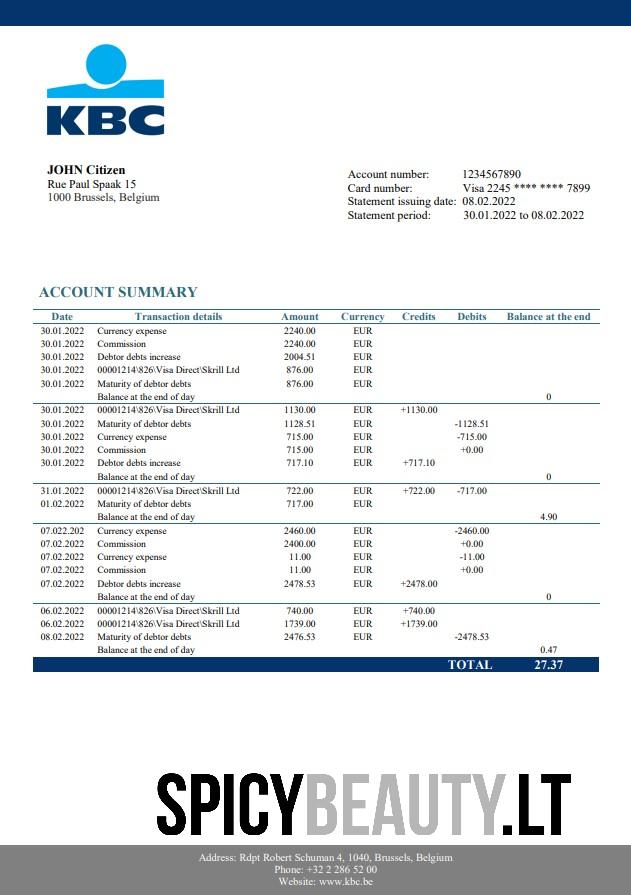 KBC
JOHN Citizen
Rue Paul Spaak 15
1000 Brussels, Belgium
Account number: 1234567890
Card number: Visa 2245 **** **** 7899
Statement issuing date: 08.02.2022
Statement period: 30.01.2022 to 08.02.2022
ACCOUNT SUMMARY
Date Transaction details Amount Currency Credits Debits Balance at the end
30.01.2022 Currency expense 2240.00 EUR
30.01.2022 Commission 2240.00 EUR
30.01.2022 Debtor debts increase 2004.51 EUR
30.01.2022 00001214\826\Visa Direct\Skrill Ltd 876.00 EUR
30.01.2022 Maturity of debtor debts 876.00 EUR
Balance at the end of day 0
30.01.2022 00001214\826\Visa Direct\Skrill Ltd 1130.00 EUR +1130.00
30.01.2022 Maturity of debtor debts 1128.51 EUR -1128.51
30.01.2022 Currency expense 715.00 EUR -715.00
30.01.2022 Commission 715.00 EUR +0.00
30.01.2022 Debtor debts increase 717.10 EUR +717.10
Balance at the end of day 0
31.01.2022 00001214\826\Visa Direct\Skrill Ltd 722.00 EUR +722.00 -717.00
01.02.2022 Maturity of debtor debts 717.00 EUR
Balance at the end of day 4.90
07.022.202 Currency expense 2460.00 EUR -2460.00
07.02.2022 Commission 2400.00 EUR +0.00
07.02.2022 Currency expense 11.00 EUR -11.00
07.02.2022 Commission 11.00 EUR +0.00
07.02.2022 Debtor debts increase 2478.53 EUR +2478.00
Balance at the end of day 0
06.02.2022 00001214\826\Visa Direct\Skrill Ltd 740.00 EUR +740.00
06.02.2022 00001214\826\Visa Direct\Skrill Ltd 1739.00 EUR +1739.00
08.02.2022 Maturity of debtor debts 2476.53 EUR -2478.53
Balance at the end of day 0.47
TOTAL 27.37
SPICYBEAUTY.LT
Address: Rdpt Robert Schuman 4, 1040, Brussels, Belgium
Phone: +32 2 286 52 00
Website: www.kbc.be